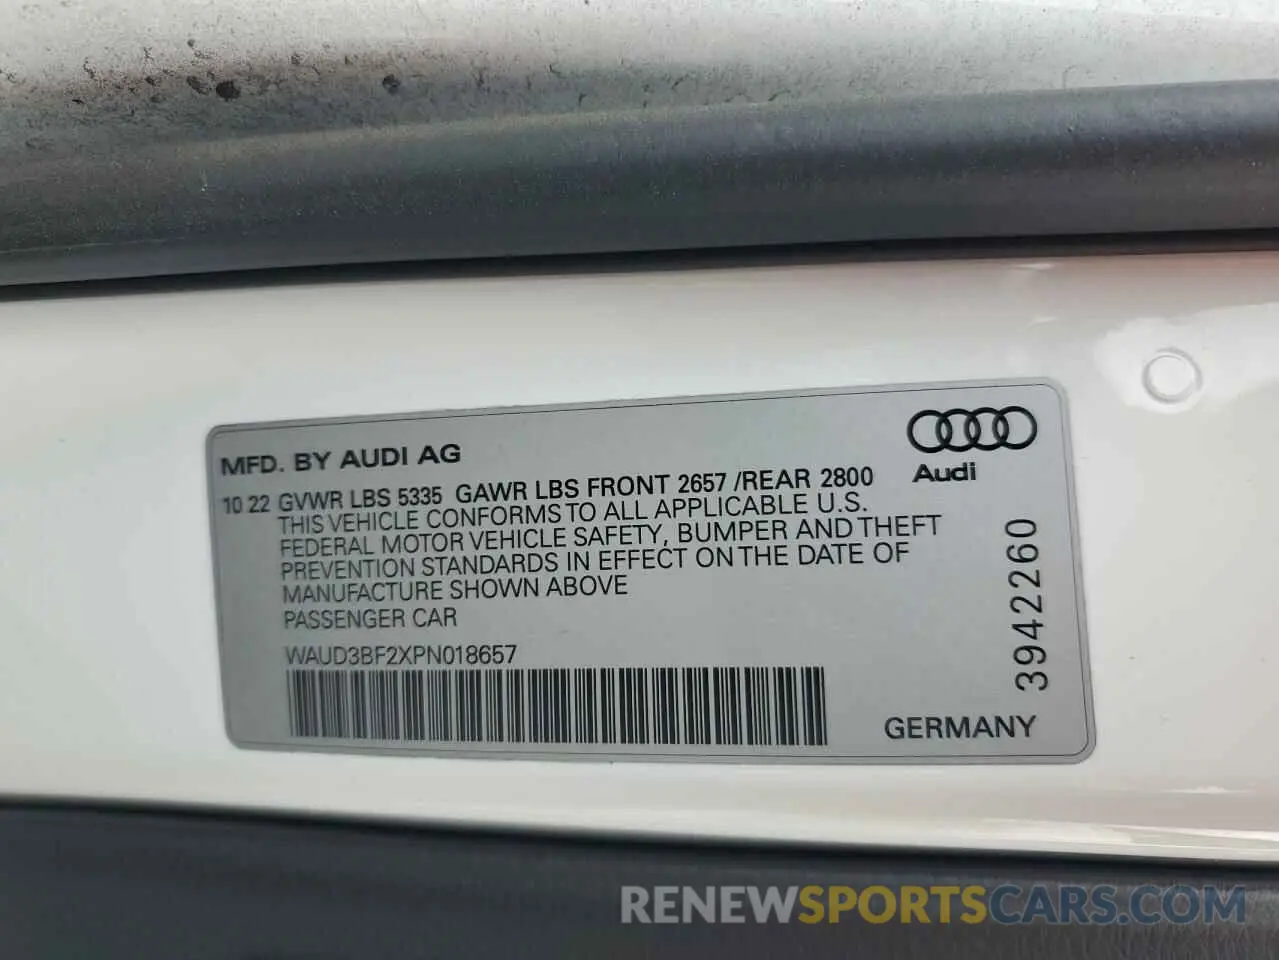 MFD. BY AUDI AG
Audi
10 22 GVWR LBS 5335 GAWR LBS FRONT 2657 /REAR 2800
THIS VEHICLE CONFORMS TO ALL APPLICABLE U.S.
FEDERAL MOTOR VEHICLE SAFETY, BUMPER AND THEFT
PREVENTION STANDARDS IN EFFECT ON THE DATE OF
MANUFACTURE SHOWN ABOVE
PASSENGER CAR
WAUD3BF2XPN018657
3942260
GERMANY
RENEWSPORTSCARS.COM